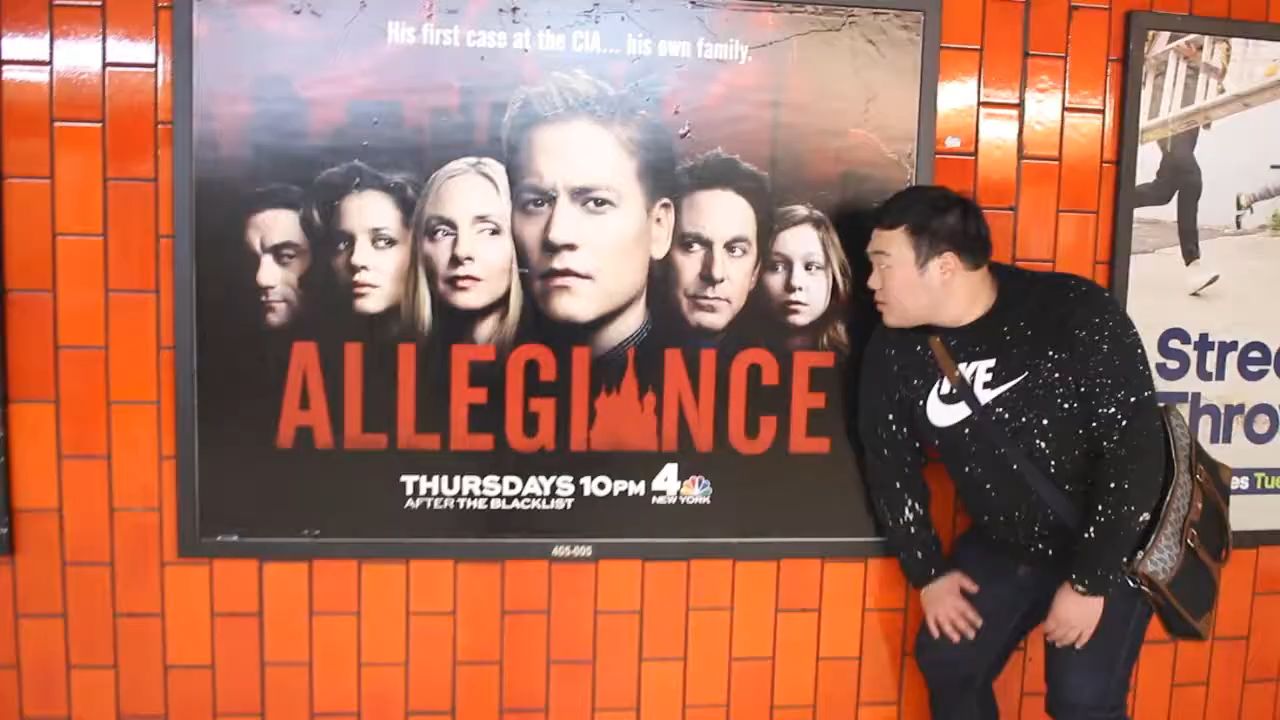 His first case at the CIA... his own family.
ALLEGIANCE
THURSDAYS 10PM 4
AFTER THE BLACKLIST
NEW YORK
405-005
Stre
Thro
es Tue